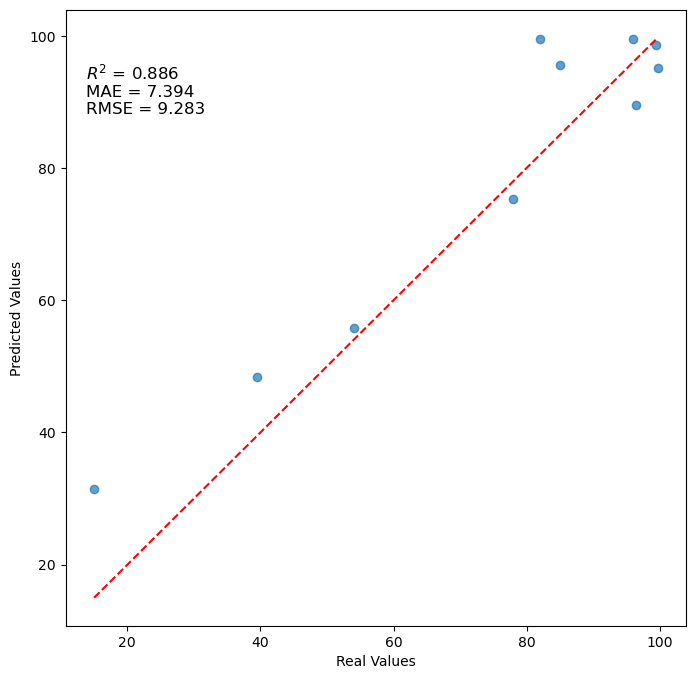 R² = 0.886
MAE = 7.394
RMSE = 9.283
100
80
60
40
20
Predicted Values
20 40 60 80 100
Real Values